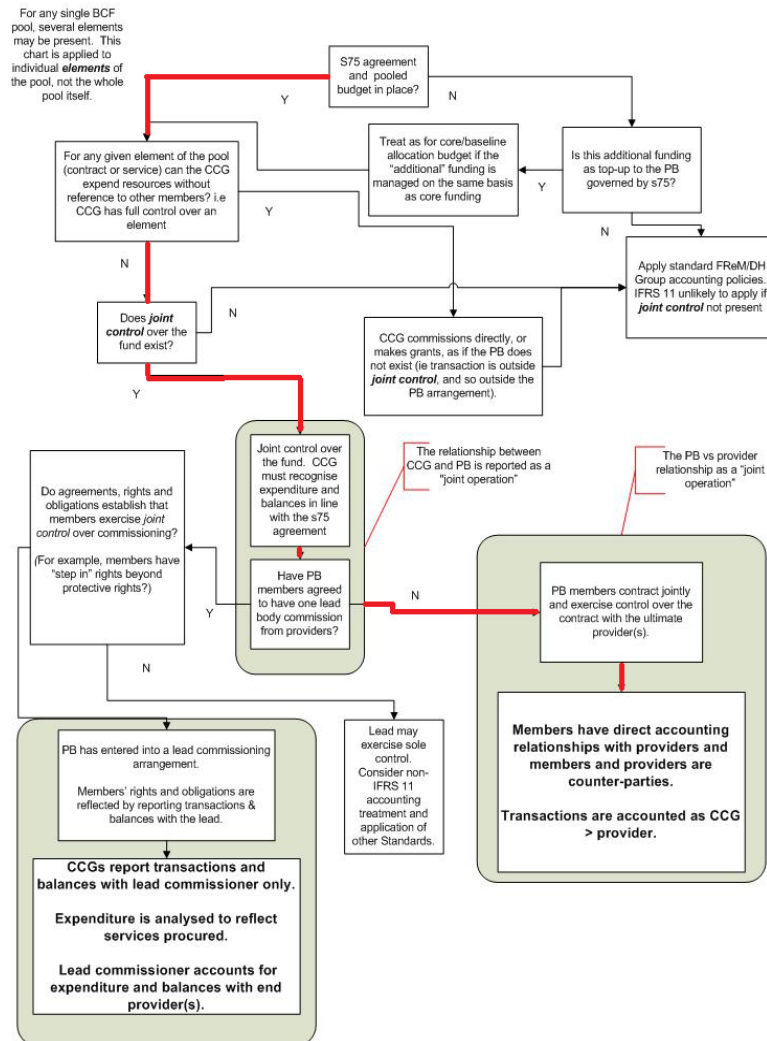 For any single BCF
pool, several elements
may be present. This
chart is applied to
individual elements of
the pool, not the whole
pool itself.
S75 agreement
and pooled
budget in place?
Y
N
For any given element of the pool
(contract or service) can the CCG
expend resources without
reference to other members? i.e
CCG has full control over an
element
Treat as for core/baseline
allocation budget if the
“additional” funding is
managed on the same basis
as core funding
Is this additional funding
as top-up to the PB
governed by s75?
Y
Y
N
N
Apply standard FReM/DH
Group accounting policies.
IFRS 11 unlikely to apply if
joint control not present
Does joint control over the
fund exist?
N
CCG commissions directly, or
makes grants, as if the PB does
not exist (ie transaction is outside
joint control, and so outside the
PB arrangement).
Y
Joint control over
the fund. CCG
must recognise
expenditure and
balances in line
with the s75
agreement
The relationship between
CCG and PB is reported as a
“joint operation”
The PB vs provider
relationship as a “joint
operation”
Do agreements, rights and
obligations establish that
members exercise joint
control over commissioning?
(For example, members have
“step in” rights beyond
protective rights?)
Have PB
members agreed
to have one lead
body commission
from providers?
Y
N
PB members contract jointly
and exercise control over the
contract with the ultimate
provider(s).
Y
N
PB has entered into a lead commissioning
arrangement.
Members’ rights and obligations are
reflected by reporting transactions &
balances with the lead.
Lead may
exercise sole
control.
Consider non-
IFRS 11
accounting
treatment and
application of
other Standards.
Members have direct accounting
relationships with providers and
members and providers are
counter-parties.
Transactions are accounted as CCG
> provider.
CCGs report transactions and
balances with lead commissioner only.
Expenditure is analysed to reflect
services procured.
Lead commissioner accounts for
expenditure and balances with end
provider(s).